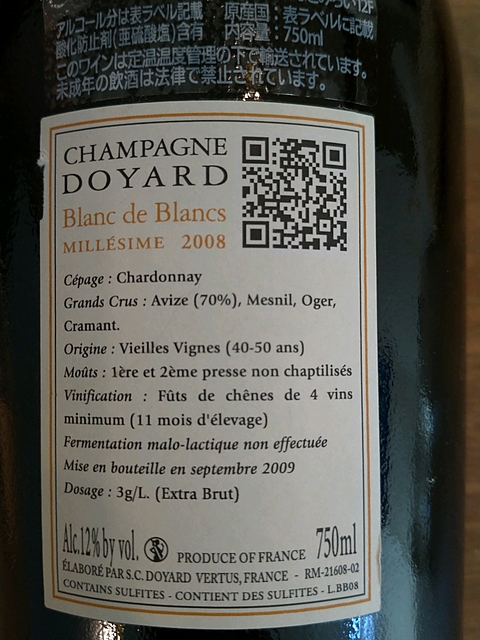 アルコール分は表ラベル記載 原産国：表ラベルに記載
酸化防止剤(亜硫酸塩)含有 内容量：750ml
このワインは定温温度管理の下で輸送されています。
未成年の飲酒は法律で禁止されています。
CHAMPAGNE
DOYARD
Blanc de Blancs
MILLÉSIME 2008
Cépage : Chardonnay
Grands Crus : Avize (70%), Mesnil, Oger,
Cramant.
Origine : Vieilles Vignes (40-50 ans)
Moûts : 1ère et 2ème presse non chaptilisés
Vinification : Fûts de chênes de 4 vins
minimum (11 mois d'élevage)
Fermentation malo-lactique non effectuée
Mise en bouteille en septembre 2009
Dosage : 3g/L. (Extra Brut)
Alc.12% by vol. PRODUCE OF FRANCE 750ml
ÉLABORÉ PAR S.C. DOYARD VERTUS, FRANCE - RM-21608-02
CONTAINS SULFITES - CONTIENT DES SULFITES - L.BB08